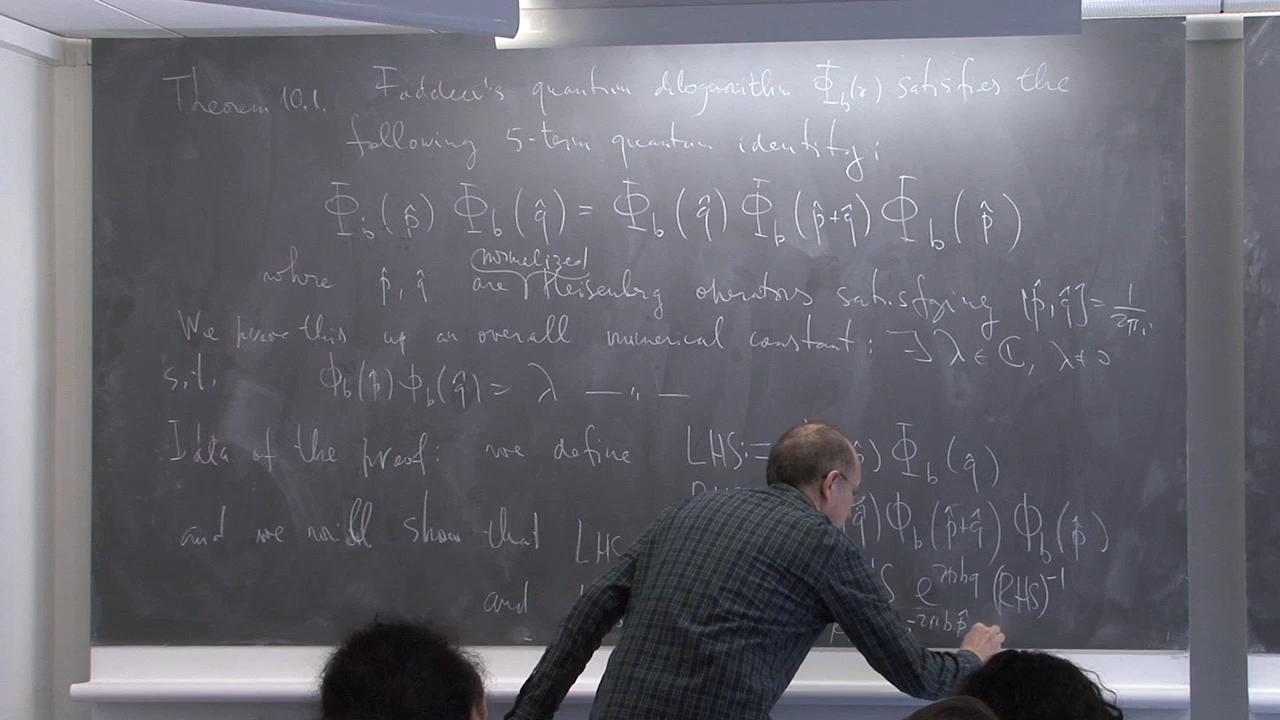 Theorem 10.1. Faddeev's quantum dilogarithm Φ_b(z) satisfies the
following 5-term quantum identity:
Φ_b(p̂) Φ_b(q̂) = Φ_b(q̂) Φ_b(p̂+q̂) Φ_b(p̂)
normalized
where p̂, q̂ are Heisenberg operators satisfying [p̂,q̂] = 1/2πi
We prove this up an overall numerical constant: ∃ λ ∈ ℂ, λ ≠ 0
s.t. Φ_b(p̂) Φ_b(q̂) = λ — ,, —
Idata of the proof: we define LHS := ) Φ_b(q̂)
q̂) Φ_b(p̂+q̂) Φ_b(p̂)
and we will show that LHS
S e^{2πbq} (RHS)^{-1}
and -2πbp̂